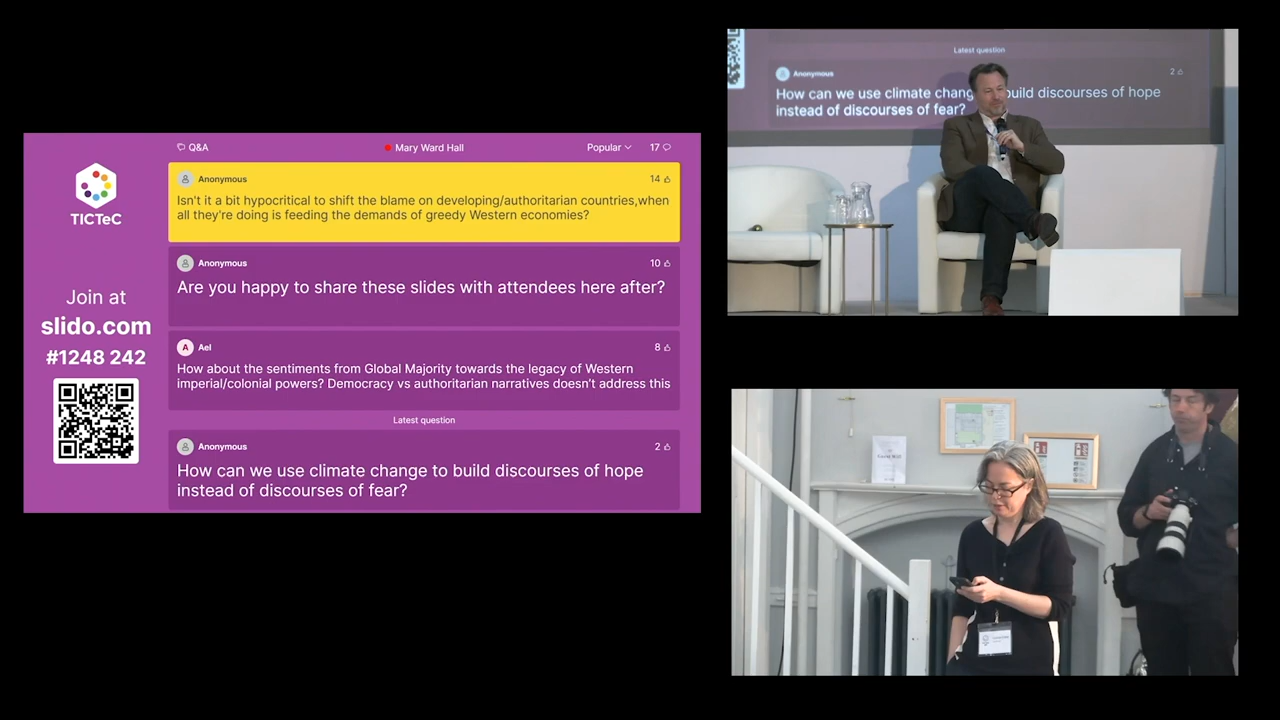 Q&A
Mary Ward Hall
Popular
17
TICTeC
Join at
slido.com
#1248 242
Anonymous
14
Isn't it a bit hypocritical to shift the blame on developing/authoritarian countries,when
all they're doing is feeding the demands of greedy Western economies?
Anonymous
10
Are you happy to share these slides with attendees here after?
A
Ael
8
How about the sentiments from Global Majority towards the legacy of Western
imperial/colonial powers? Democracy vs authoritarian narratives doesn't address this
Latest question
Anonymous
2
How can we use climate change to build discourses of hope
instead of discourses of fear?
Latest question
Anonymous
2
How can we use climate chang build discourses of hope
instead of discourses of fear?